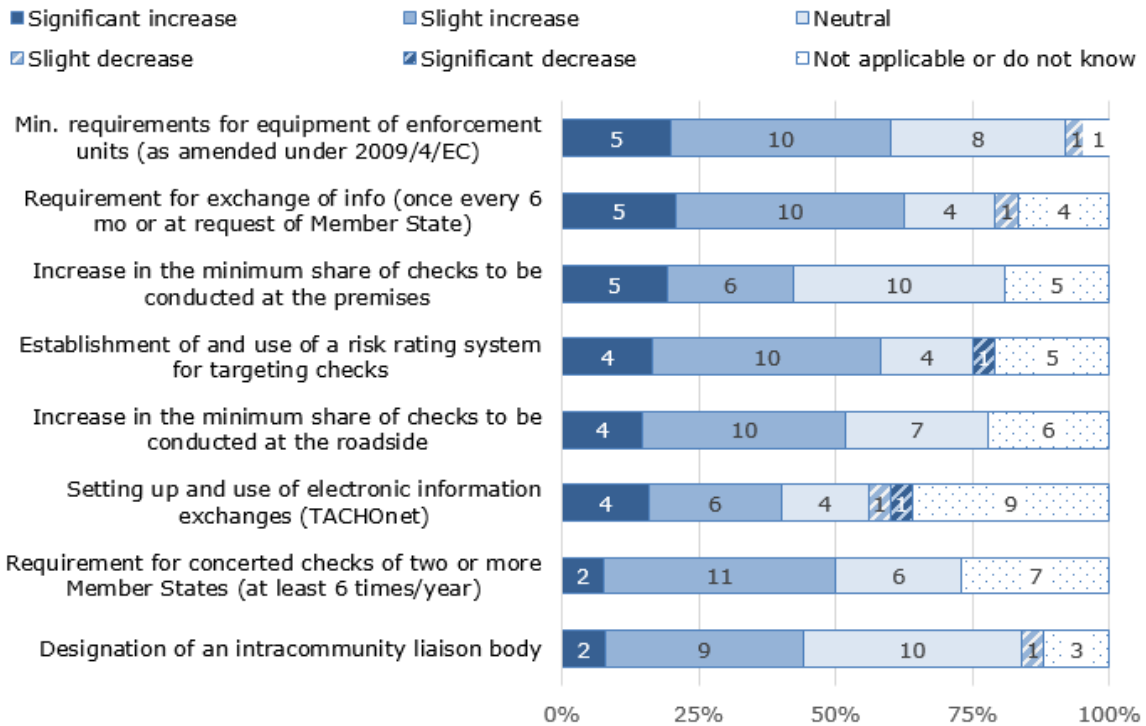 Significant increase
Slight increase
Neutral
Slight decrease
Significant decrease
Not applicable or do not know
Min. requirements for equipment of enforcement
units (as amended under 2009/4/EC)
5 10 8 1 1
Requirement for exchange of info (once every 6
mo or at request of Member State)
5 10 4 1 4
Increase in the minimum share of checks to be
conducted at the premises
5 6 10 5
Establishment of and use of a risk rating system
for targeting checks
4 10 4 1 5
Increase in the minimum share of checks to be
conducted at the roadside
4 10 7 6
Setting up and use of electronic information
exchanges (TACHOnet)
4 6 4 1 1 9
Requirement for concerted checks of two or more
Member States (at least 6 times/year)
2 11 6 7
Designation of an intracommunity liaison body
2 9 10 1 3
0% 25% 50% 75% 100%